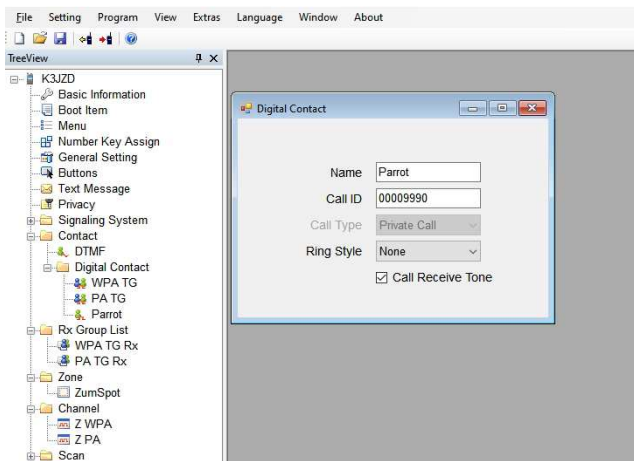 File Setting Program View Extras Language Window About
TreeView
K3JZD
Basic Information
Boot Item
Menu
Number Key Assign
General Setting
Buttons
Text Message
Privacy
Signaling System
Contact
DTMF
Digital Contact
WPA TG
PA TG
Parrot
Rx Group List
WPA TG Rx
PA TG Rx
Zone
ZumSpot
Channel
Z WPA
Z PA
Scan
Digital Contact
Name Parrot
Call ID 00009990
Call Type Private Call
Ring Style None
Call Receive Tone